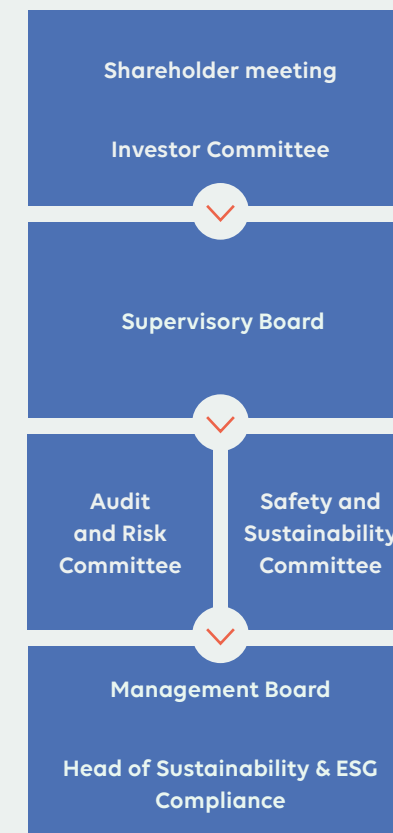 Shareholder meeting
Investor Committee
Supervisory Board
Audit
and Risk
Committee
Safety and
Sustainability
Committee
Management Board
Head of Sustainability & ESG
Compliance